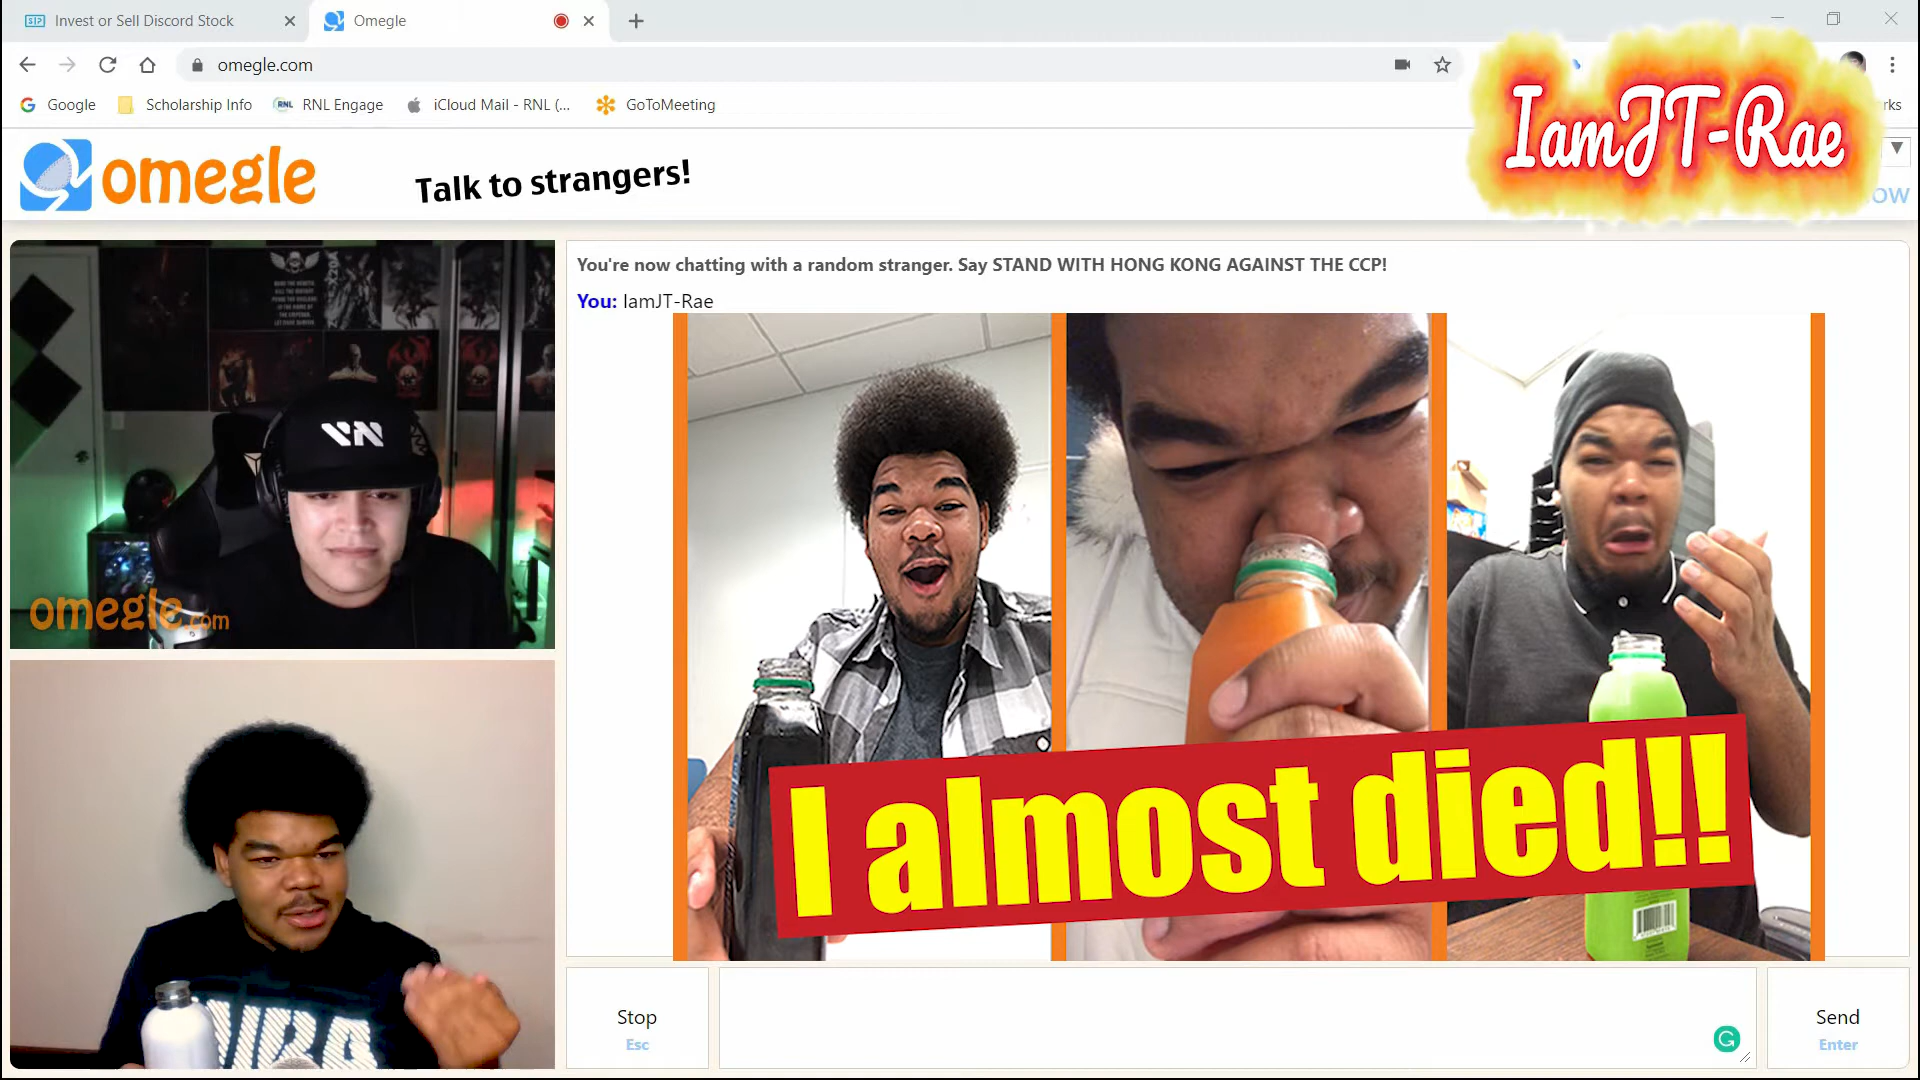 Invest or Sell Discord Stock
Omegle
omegle.com
Google
Scholarship Info
RNL Engage
iCloud Mail - RNL (...
GoToMeeting
IamJT-Rae
omegle
Talk to strangers!
You're now chatting with a random stranger. Say STAND WITH HONG KONG AGAINST THE CCP!
You: IamJT-Rae
VN
omegle.com
I almost died!!
Stop
Esc
Send
Enter